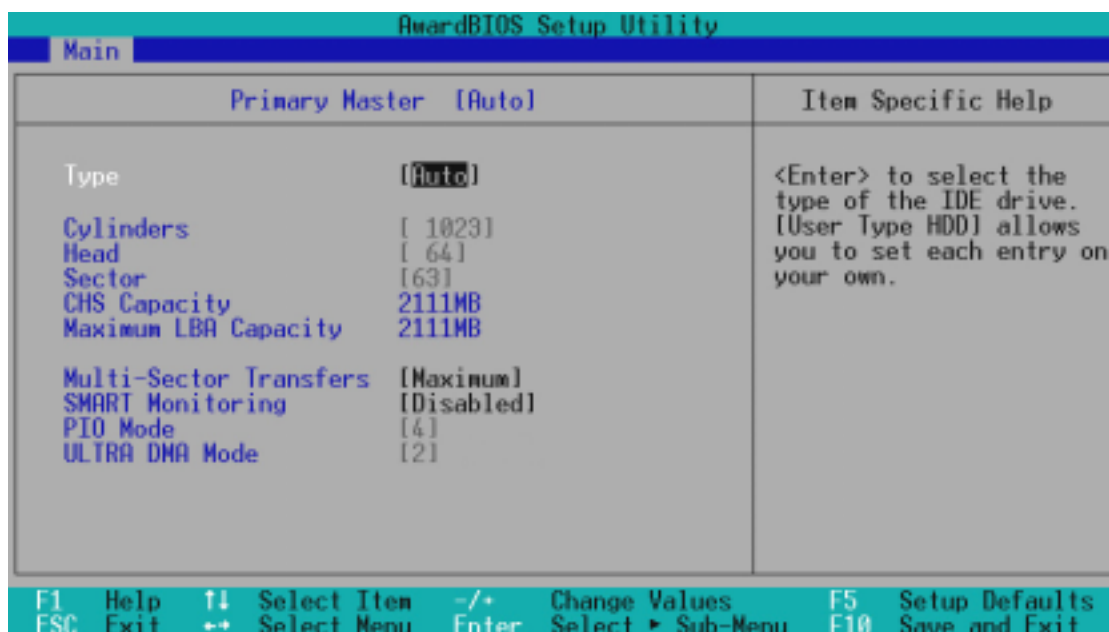 AwardBIOS Setup Utility
Main
Primary Master [Auto]
Item Specific Help
Type [Auto]
Cylinders [ 1023]
Head [ 64]
Sector [63]
CHS Capacity 2111MB
Maximum LBA Capacity 2111MB
Multi-Sector Transfers [Maximum]
SMART Monitoring [Disabled]
PIO Mode [4]
ULTRA DMA Mode [2]
<Enter> to select the
type of the IDE drive.
[User Type HDD] allows
you to set each entry on
your own.
F1 Help ↑↓ Select Item -/+ Change Values F5 Setup Defaults
ESC Exit ←→ Select Menu Enter Select ► Sub-Menu F10 Save and Exit